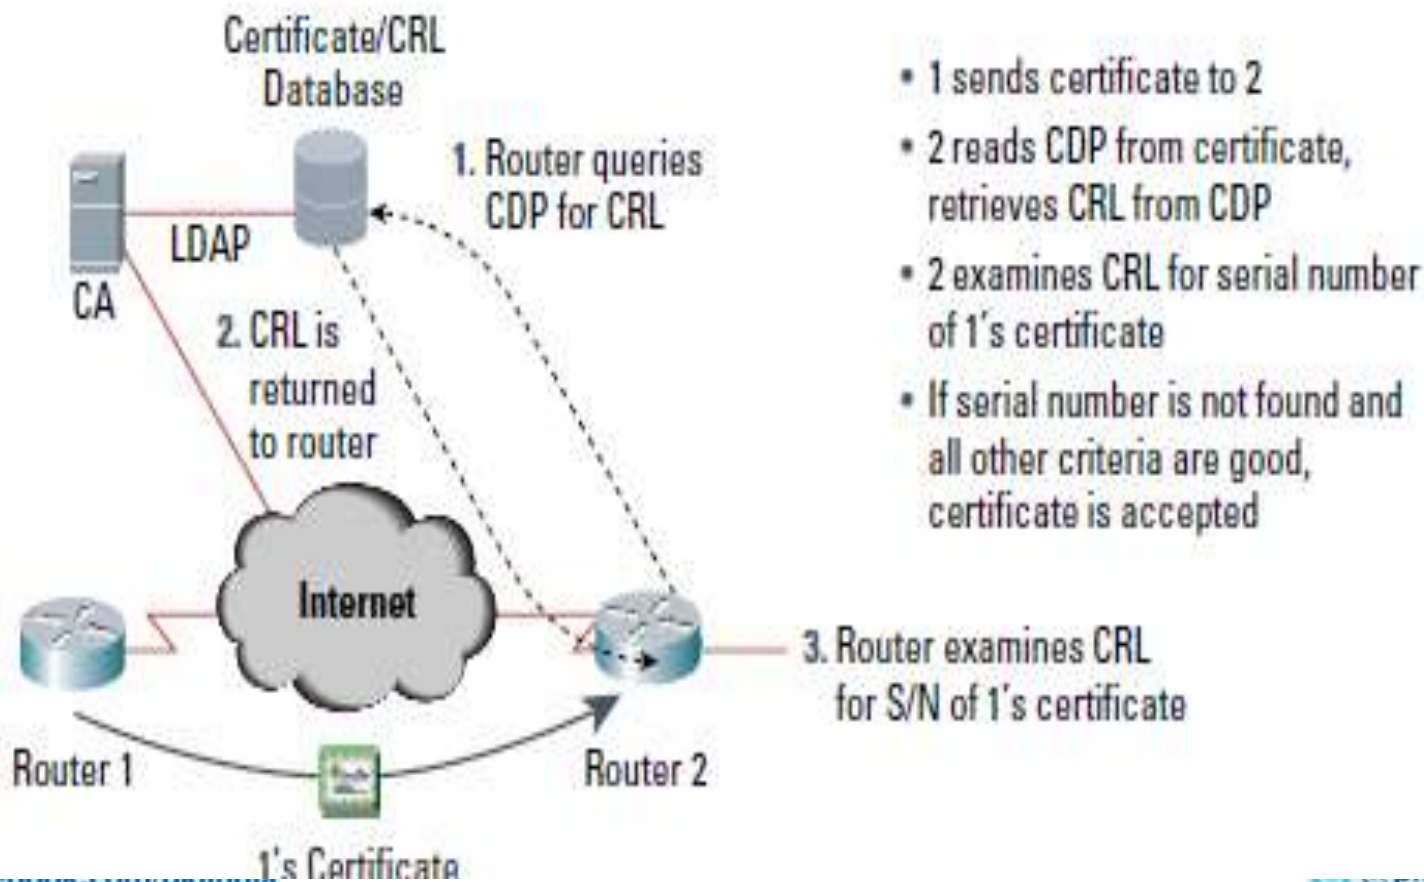 Certificate/CRL
Database
1. Router queries
CDP for CRL
LDAP
CA
2. CRL is
returned
to router
Internet
Router 1
Router 2
1's Certificate
3. Router examines CRL
for S/N of 1's certificate
• 1 sends certificate to 2
• 2 reads CDP from certificate,
retrieves CRL from CDP
• 2 examines CRL for serial number
of 1's certificate
• If serial number is not found and
all other criteria are good,
certificate is accepted